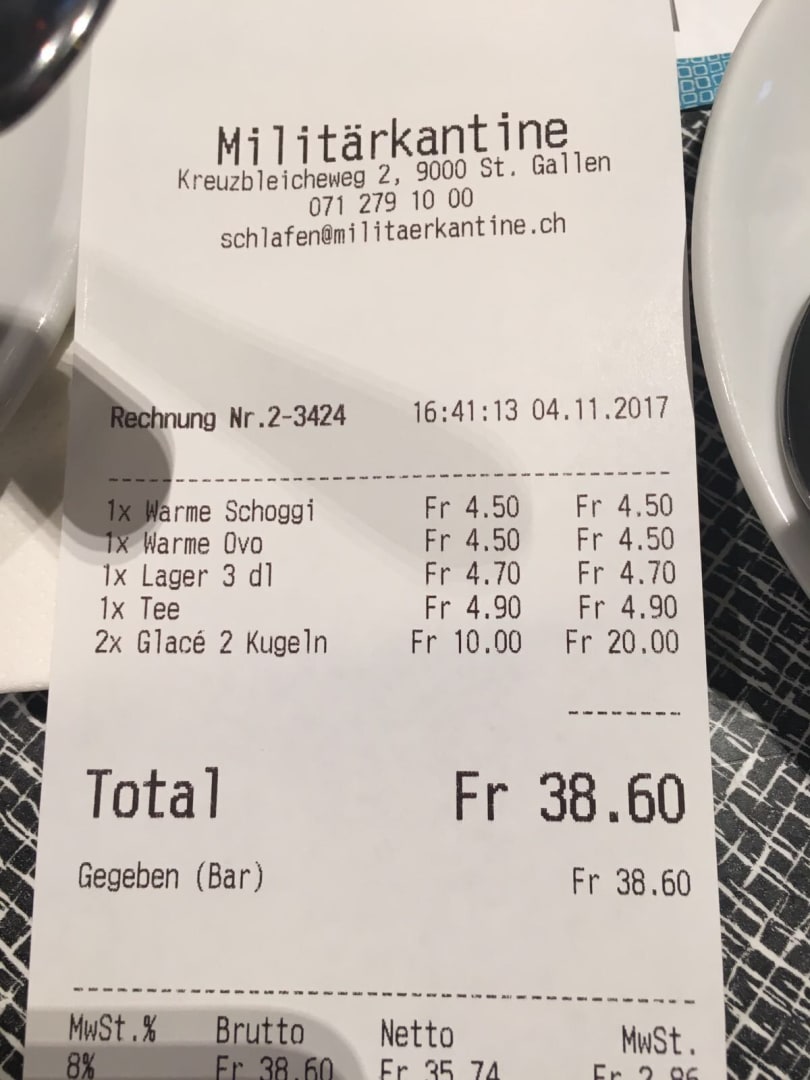 Militärkantine
Kreuzbleicheweg 2, 9000 St. Gallen
071 279 10 00
schlafen@militaerkantine.ch
Rechnung Nr.2-3424 16:41:13 04.11.2017
1x Warme Schoggi Fr 4.50 Fr 4.50
1x Warme Ovo Fr 4.50 Fr 4.50
1x Lager 3 dl Fr 4.70 Fr 4.70
1x Tee Fr 4.90 Fr 4.90
2x Glacé 2 Kugeln Fr 10.00 Fr 20.00
Total Fr 38.60
Gegeben (Bar) Fr 38.60
MwSt.% Brutto Netto MwSt.
8% Fr 38.60 Fr 35.74 Fr 2.86